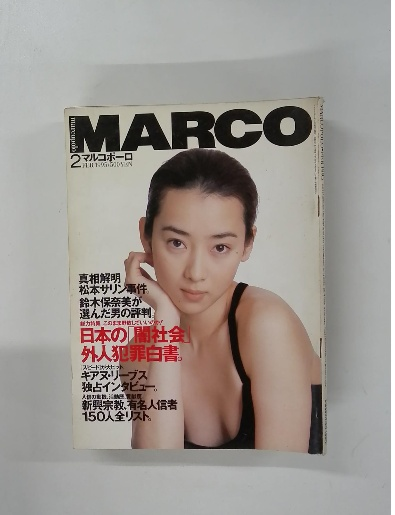 MARCO
2マルコポーロ
FEB.1995/500YEN
真相解明
松本サリン事件。
鈴木保奈美が
選んだ男の評判。
日本の「闇社会」
外人犯罪白書。
キアヌ・リーブス
独占インタビュー。
新興宗教、有名人信者
150人全リスト。